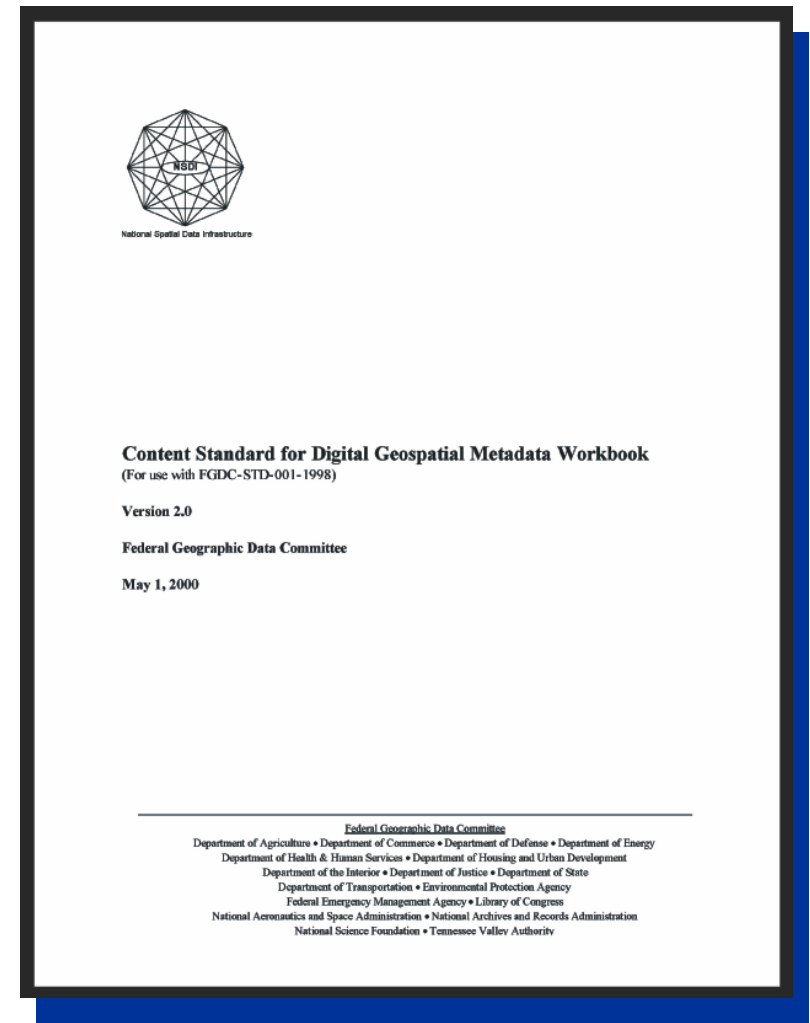 NSDI
National Spatial Data Infrastructure
Content Standard for Digital Geospatial Metadata Workbook
(For use with FGDC-STD-001-1998)
Version 2.0
Federal Geographic Data Committee
May 1, 2000
Federal Geographic Data Committee
Department of Agriculture • Department of Commerce • Department of Defense • Department of Energy
Department of Health & Human Services • Department of Housing and Urban Development
Department of the Interior • Department of Justice • Department of State
Department of Transportation • Environmental Protection Agency
Federal Emergency Management Agency • Library of Congress
National Aeronautics and Space Administration • National Archives and Records Administration
National Science Foundation • Tennessee Valley Authority